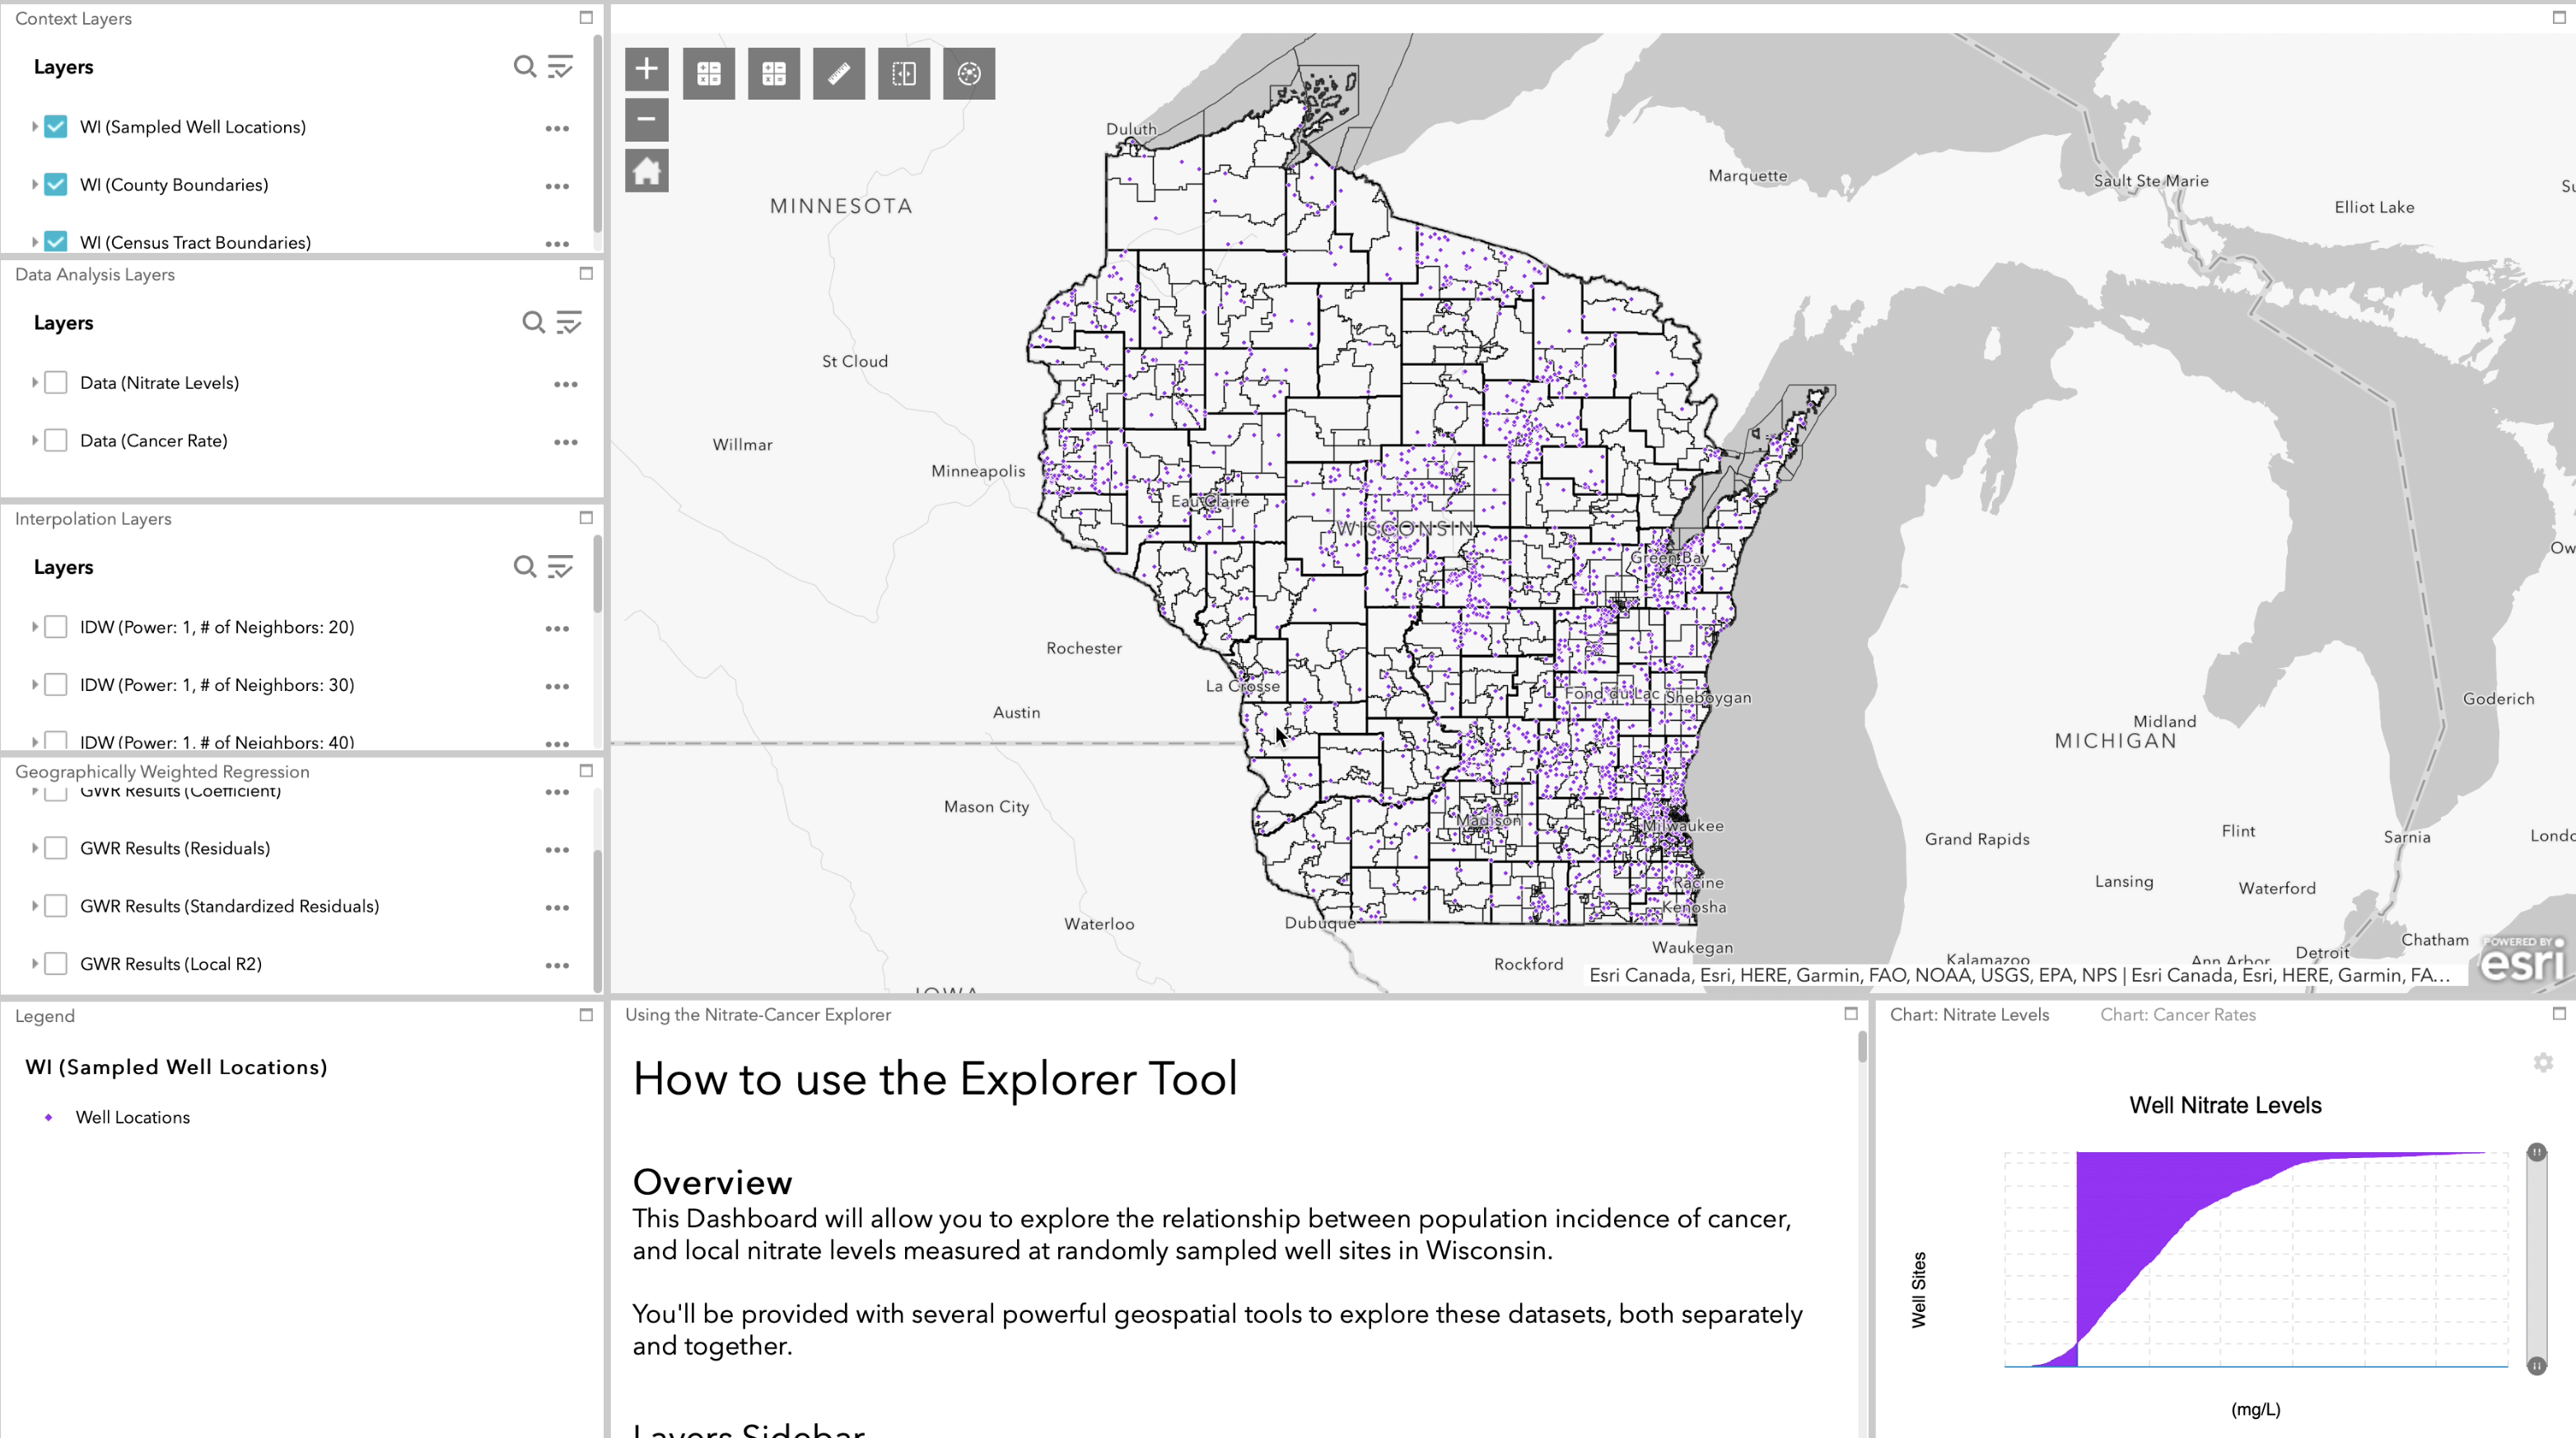 Context Layers
Layers
WI (Sampled Well Locations)
WI (County Boundaries)
WI (Census Tract Boundaries)
Data Analysis Layers
Layers
Data (Nitrate Levels)
Data (Cancer Rate)
Interpolation Layers
Layers
IDW (Power: 1, # of Neighbors: 20)
IDW (Power: 1, # of Neighbors: 30)
IDW (Power: 1, # of Neighbors: 40)
Geographically Weighted Regression
GWR Results (Coefficient)
GWR Results (Residuals)
GWR Results (Standardized Residuals)
GWR Results (Local R2)
Legend
WI (Sampled Well Locations)
Well Locations
Duluth
MINNESOTA
Marquette
Sault Ste Marie
Elliot Lake
St Cloud
Willmar
Minneapolis
Eau Claire
WISCONSIN
Green Bay
Rochester
La Crosse
Fond du Lac
Sheboygan
Goderich
Austin
Midland
MICHIGAN
Mason City
Madison
Milwaukee
Grand Rapids
Flint
Sarnia
Lansing
Waterford
Racine
Kenosha
Waterloo
Dubuque
Waukegan
Chatham
Detroit
Rockford
Kalamazoo
Ann Arbor
IOWA
POWERED BY
esri
Esri Canada, Esri, HERE, Garmin, FAO, NOAA, USGS, EPA, NPS | Esri Canada, Esri, HERE, Garmin, FA...
Using the Nitrate-Cancer Explorer
How to use the Explorer Tool
Overview
This Dashboard will allow you to explore the relationship between population incidence of cancer,
and local nitrate levels measured at randomly sampled well sites in Wisconsin.
You'll be provided with several powerful geospatial tools to explore these datasets, both separately
and together.
Layers Sidebar
Chart: Nitrate Levels
Chart: Cancer Rates
Well Nitrate Levels
Well Sites
(mg/L)